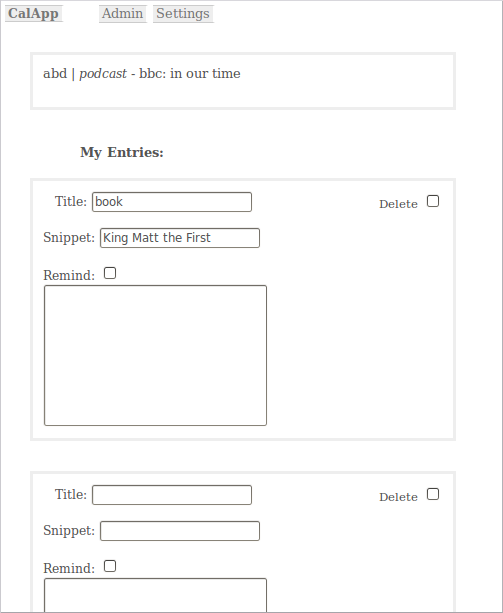 CalApp Admin Settings
abd | podcast - bbc: in our time
My Entries:
Title: book Delete
Snippet: King Matt the First
Remind:
Title: Delete
Snippet:
Remind: